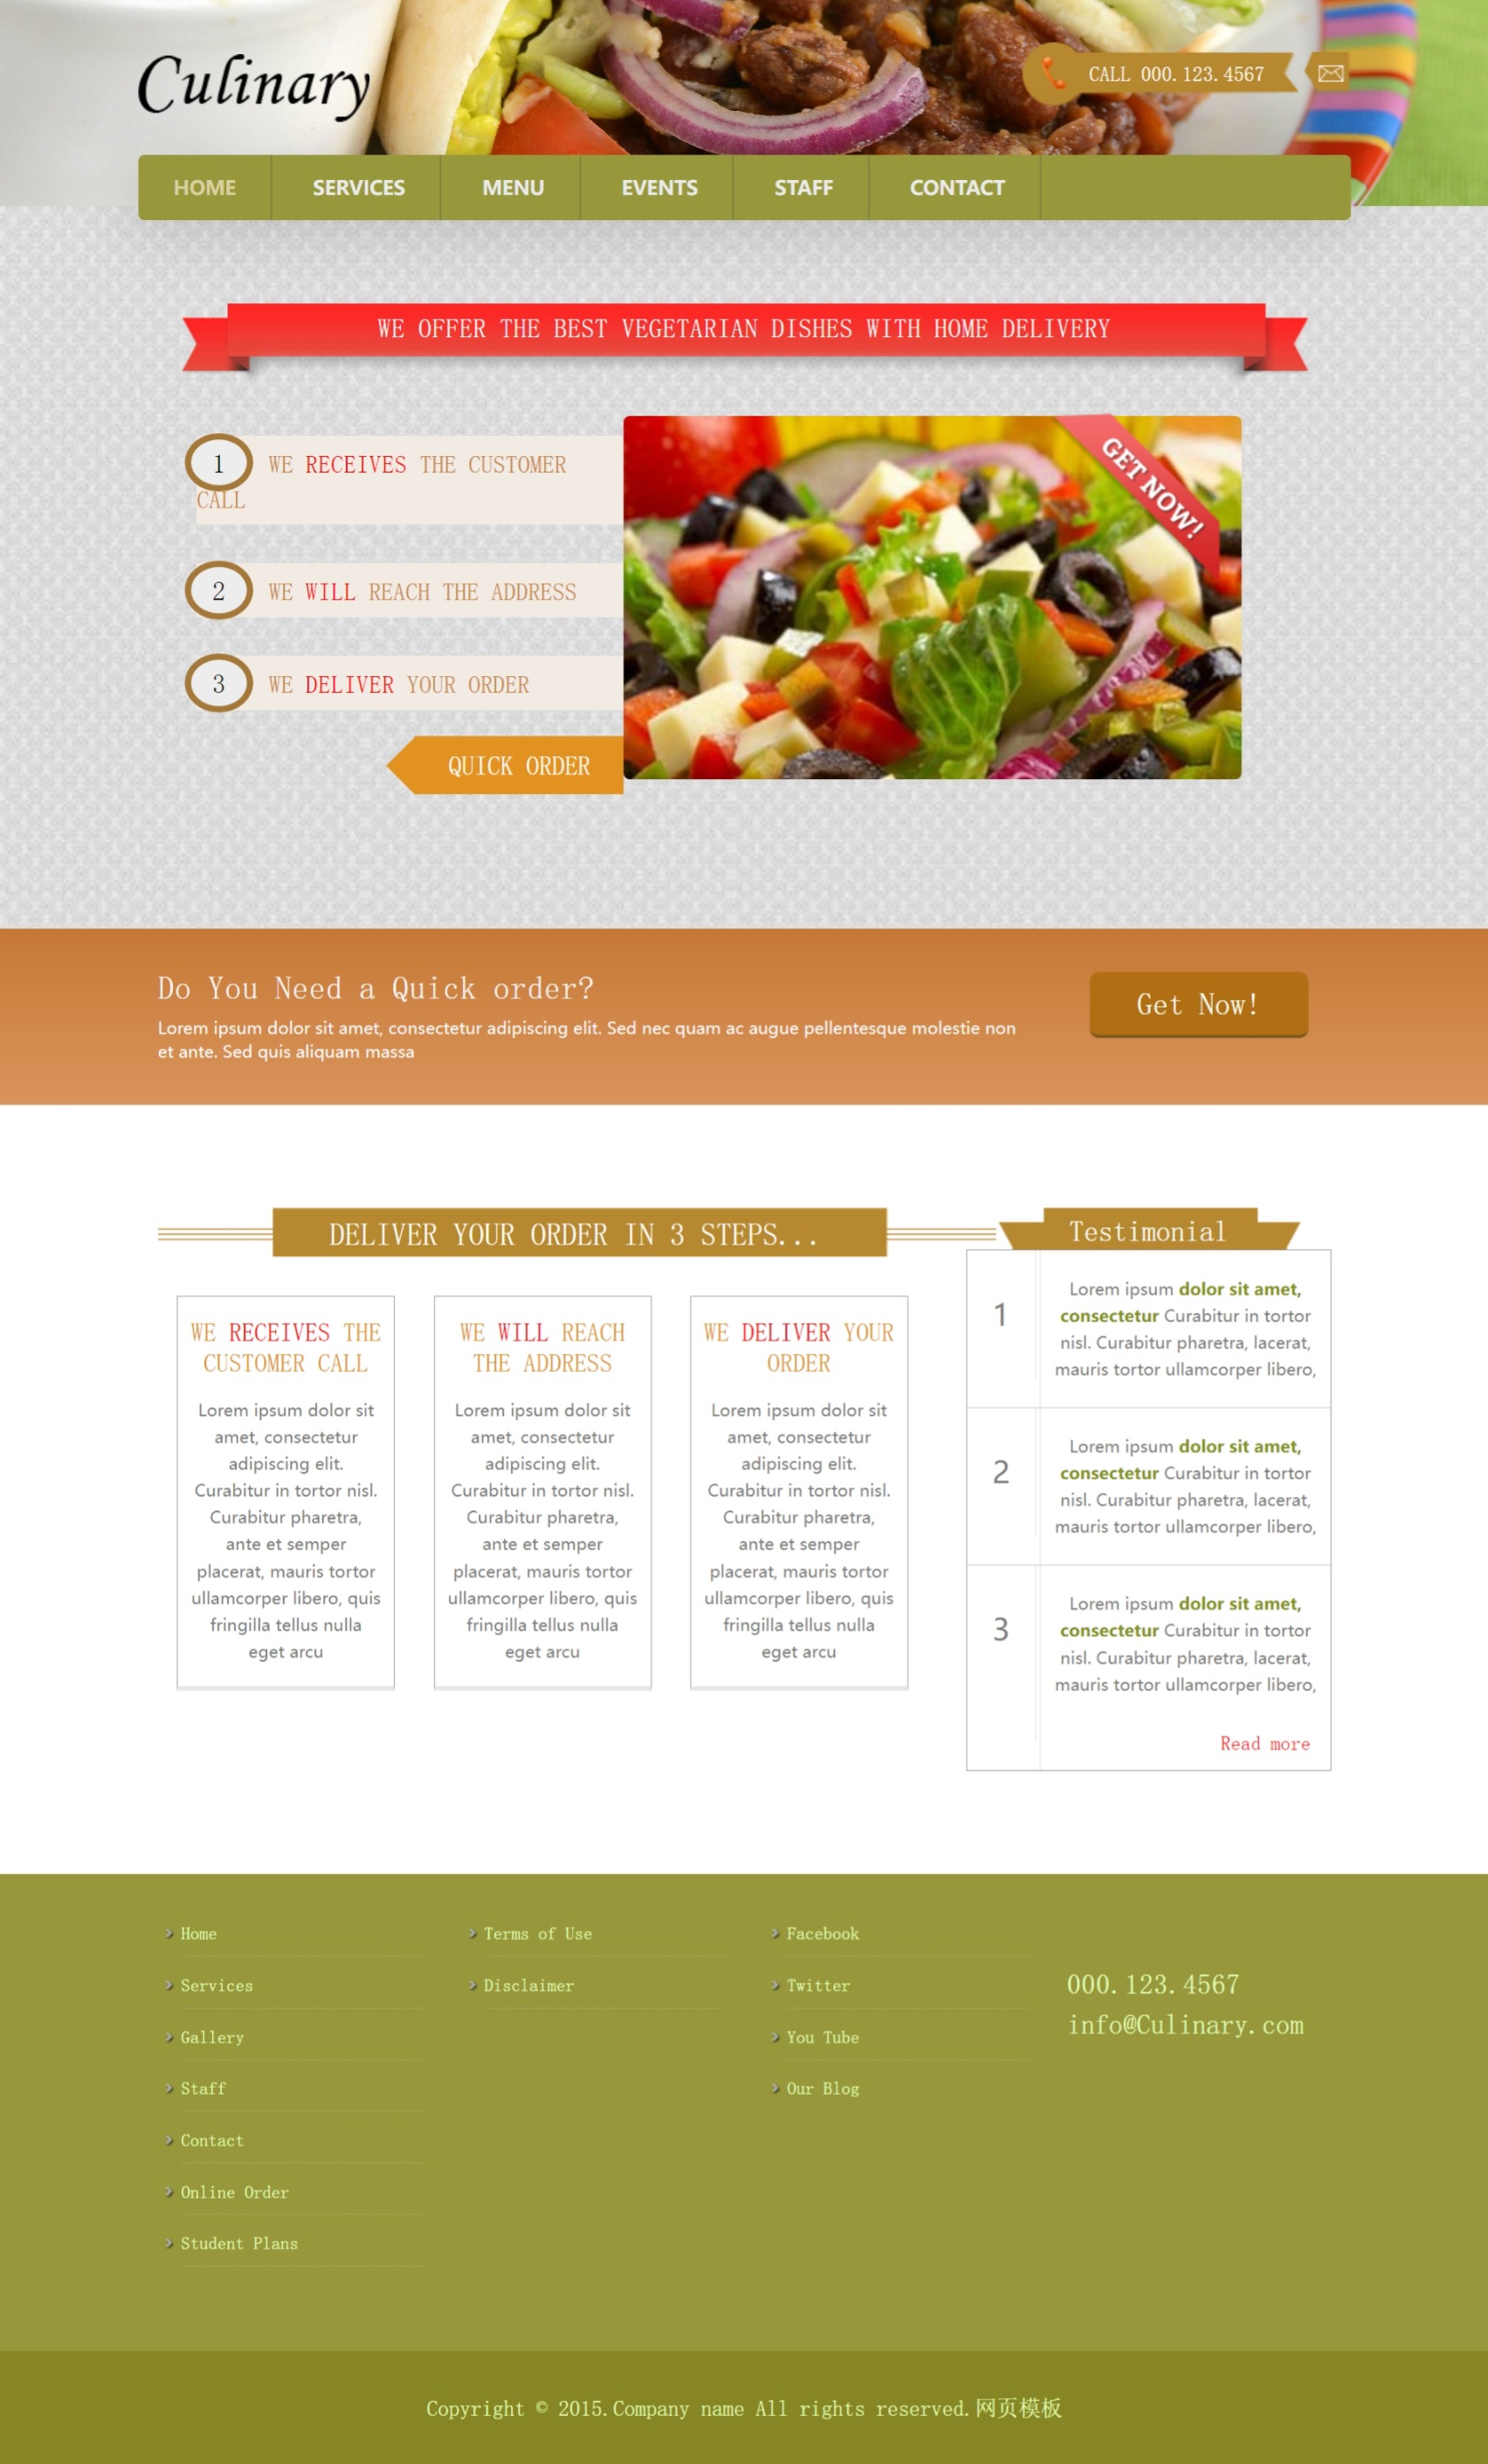 Culinary
CALL 000.123.4567
HOME SERVICES MENU EVENTS STAFF CONTACT
WE OFFER THE BEST VEGETARIAN DISHES WITH HOME DELIVERY
1 WE RECEIVES THE CUSTOMER
CALL
2 WE WILL REACH THE ADDRESS
3 WE DELIVER YOUR ORDER
QUICK ORDER
GET NOW!
Do You Need a Quick order?
Lorem ipsum dolor sit amet, consectetur adipiscing elit. Sed nec quam ac augue pellentesque molestie non
et ante. Sed quis aliquam massa
Get Now!
DELIVER YOUR ORDER IN 3 STEPS...
WE RECEIVES THE
CUSTOMER CALL
Lorem ipsum dolor sit
amet, consectetur
adipiscing elit.
Curabitur in tortor nisl.
Curabitur pharetra,
ante et semper
placerat, mauris tortor
ullamcorper libero, quis
fringilla tellus nulla
eget arcu
WE WILL REACH
THE ADDRESS
Lorem ipsum dolor sit
amet, consectetur
adipiscing elit.
Curabitur in tortor nisl.
Curabitur pharetra,
ante et semper
placerat, mauris tortor
ullamcorper libero, quis
fringilla tellus nulla
eget arcu
WE DELIVER YOUR
ORDER
Lorem ipsum dolor sit
amet, consectetur
adipiscing elit.
Curabitur in tortor nisl.
Curabitur pharetra,
ante et semper
placerat, mauris tortor
ullamcorper libero, quis
fringilla tellus nulla
eget arcu
Testimonial
1
Lorem ipsum dolor sit amet,
consectetur Curabitur in tortor
nisl. Curabitur pharetra, lacerat,
mauris tortor ullamcorper libero,
2
Lorem ipsum dolor sit amet,
consectetur Curabitur in tortor
nisl. Curabitur pharetra, lacerat,
mauris tortor ullamcorper libero,
3
Lorem ipsum dolor sit amet,
consectetur Curabitur in tortor
nisl. Curabitur pharetra, lacerat,
mauris tortor ullamcorper libero,
Read more
Home
Services
Gallery
Staff
Contact
Online Order
Student Plans
Terms of Use
Disclaimer
Facebook
Twitter
You Tube
Our Blog
000.123.4567
info@Culinary.com
Copyright © 2015.Company name All rights reserved.网页模板